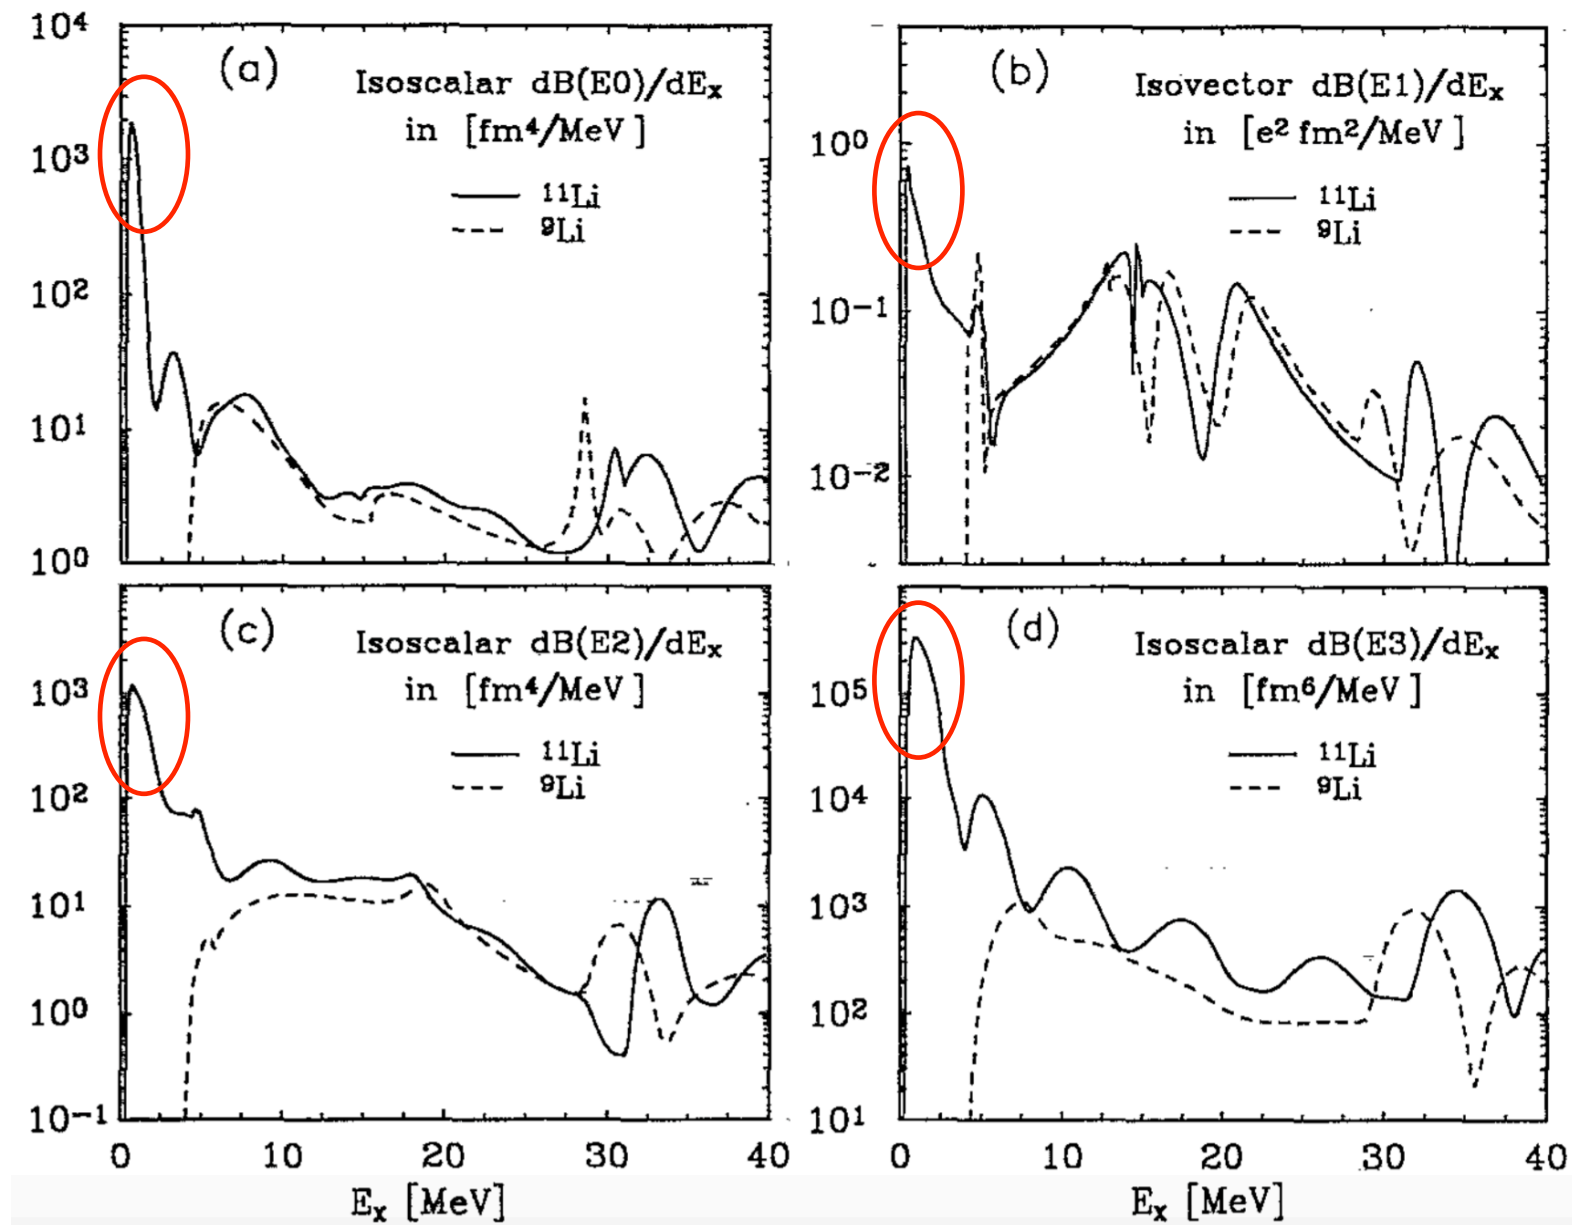 (a)
Isoscalar dB(E0)/dEₓ
in [fm⁴/MeV]
¹¹Li
⁹Li
10⁴
10³
10²
10¹
10⁰
(b)
Isovector dB(E1)/dEₓ
in [e² fm²/MeV]
¹¹Li
⁹Li
10⁰
10⁻¹
10⁻²
(c)
Isoscalar dB(E2)/dEₓ
in [fm⁴/MeV]
¹¹Li
⁹Li
10³
10²
10¹
10⁰
10⁻¹
0 10 20 30 40
Eₓ [MeV]
(d)
Isoscalar dB(E3)/dEₓ
in [fm⁶/MeV]
¹¹Li
⁹Li
10⁵
10⁴
10³
10²
10¹
0 10 20 30 40
Eₓ [MeV]